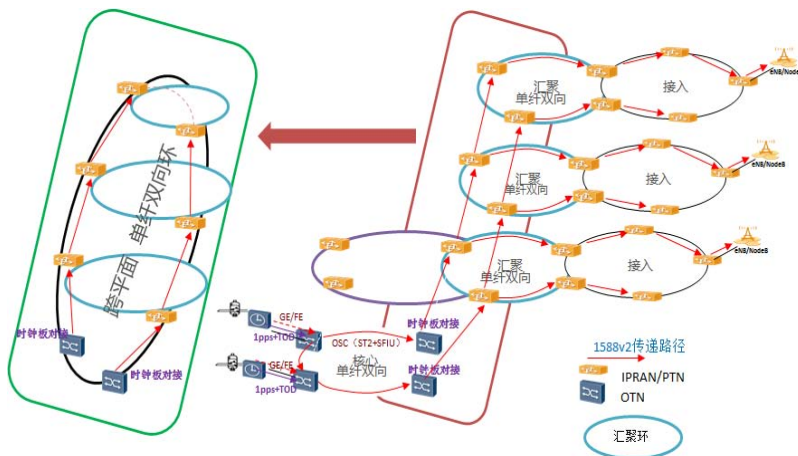 跨平面 单纤双向环
时钟板对接
时钟板对接
汇聚
单纤双向
接入
eNB/NodeB
汇聚
单纤双向
接入
eNB/NodeB
汇聚
单纤双向
接入
eNB/NodeB
GE/FE
1pps+TOD
OSC（ST2+SFIU）
核心
单纤双向
GE/FE
1pps+TOD
时钟板对接
时钟板对接
1588v2传递路径
IPRAN/PTN
OTN
汇聚环